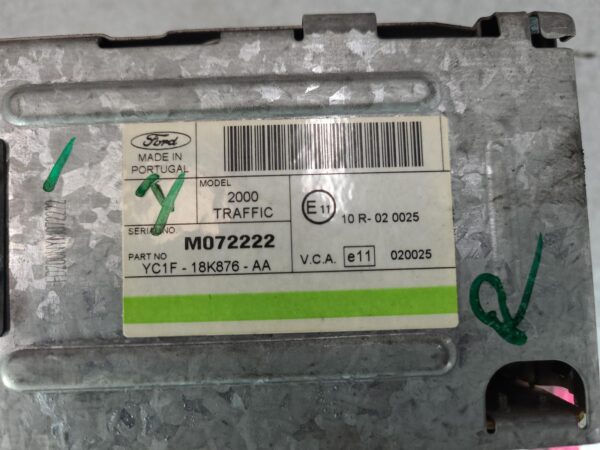 Ford
MADE IN
PORTUGAL
MODEL
2000
TRAFFIC
SERIAL NO
M072222
PART NO
YC1F - 18K876 - AA
E11
10 R- 02 0025
V.C.A. e11 020025